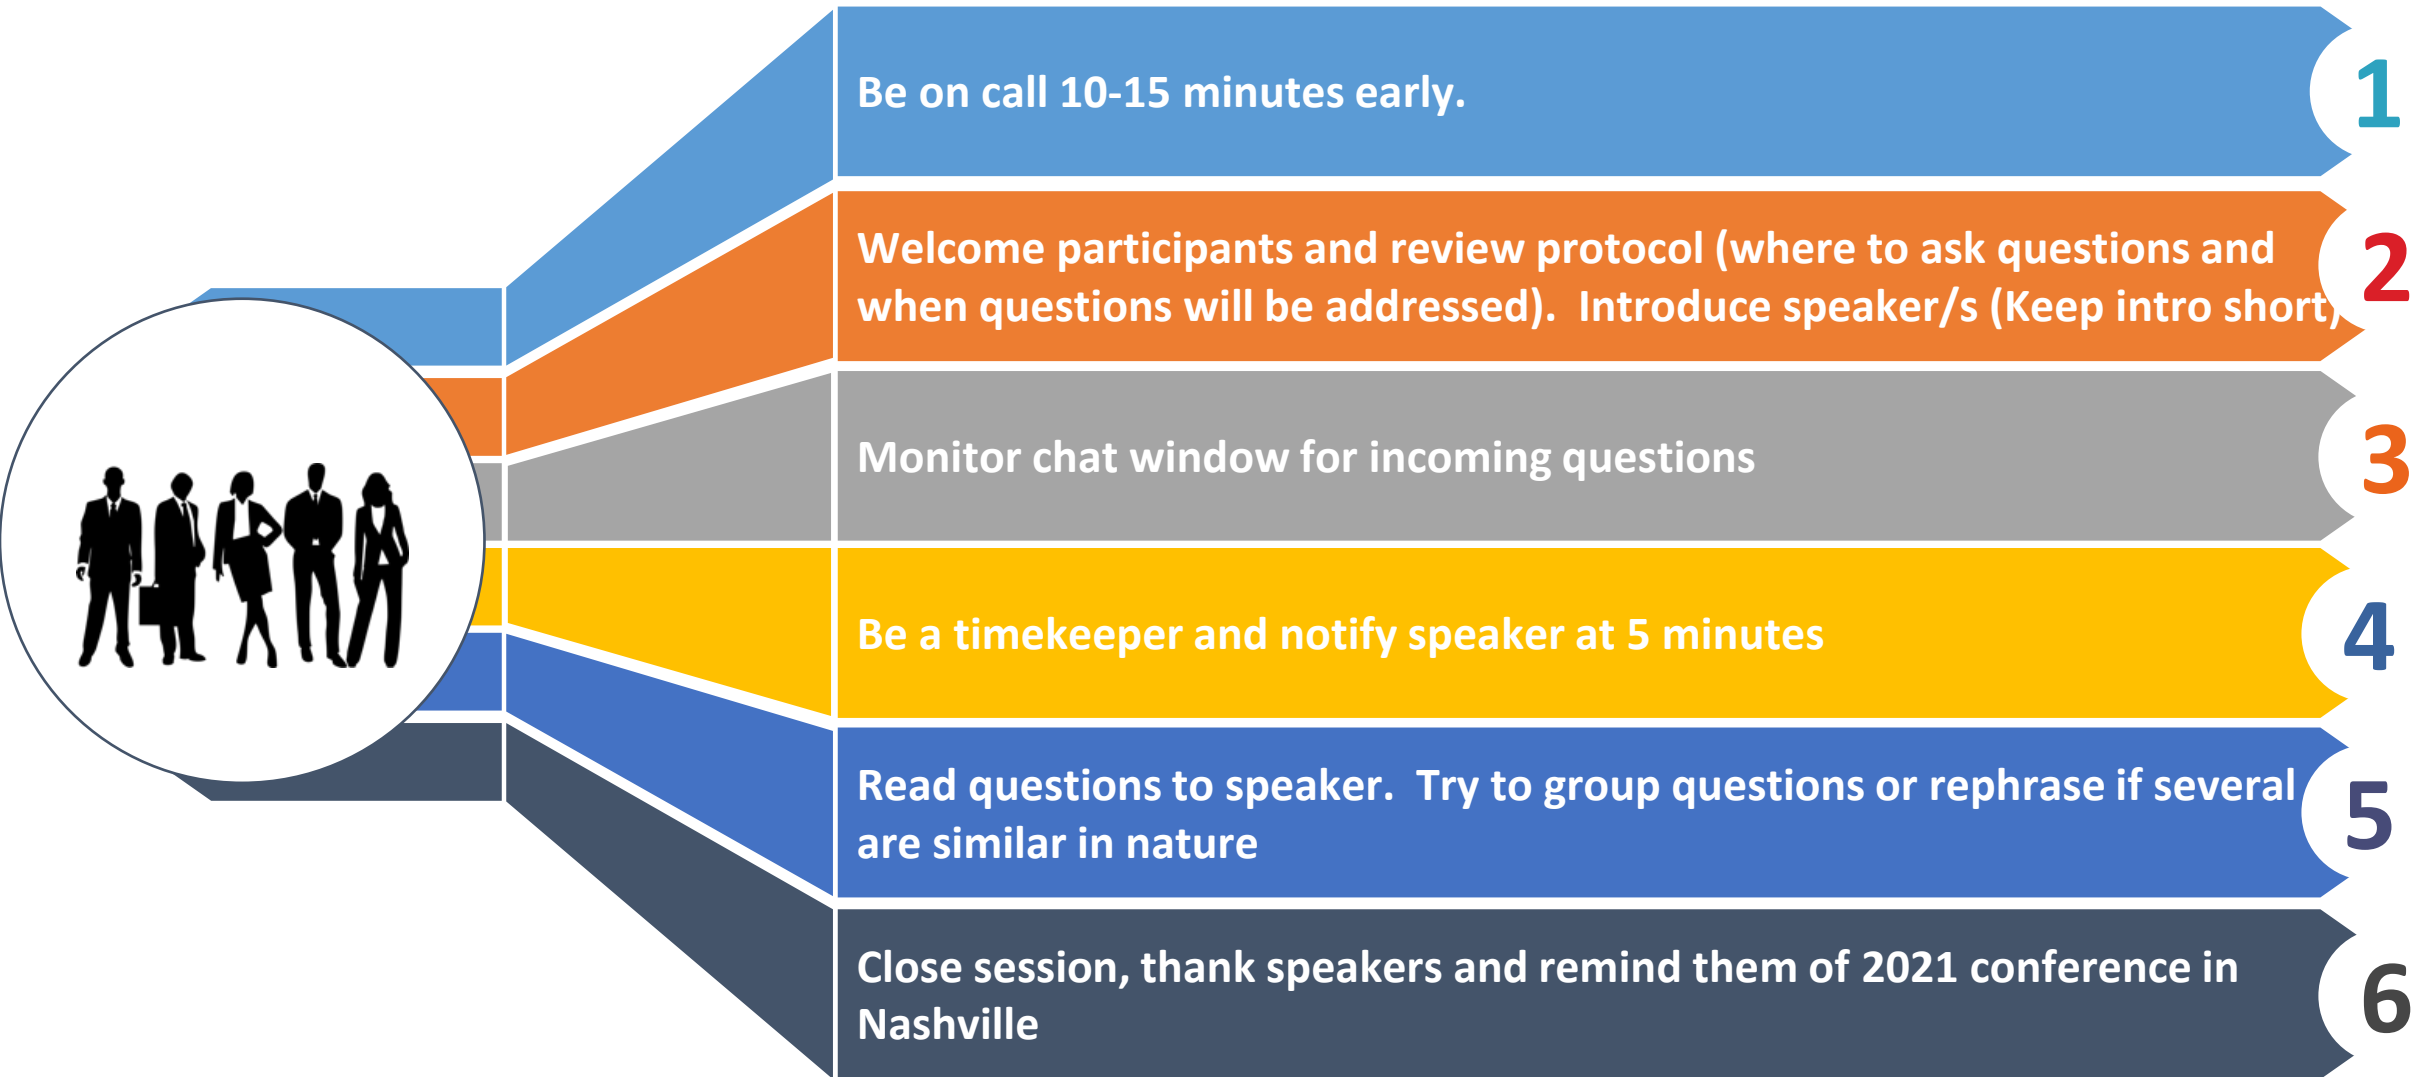 Be on call 10-15 minutes early.
1
Welcome participants and review protocol (where to ask questions and
when questions will be addressed).  Introduce speaker/s (Keep intro short)
2
Monitor chat window for incoming questions
3
Be a timekeeper and notify speaker at 5 minutes
4
Read questions to speaker.  Try to group questions or rephrase if several
are similar in nature
5
Close session, thank speakers and remind them of 2021 conference in
Nashville
6